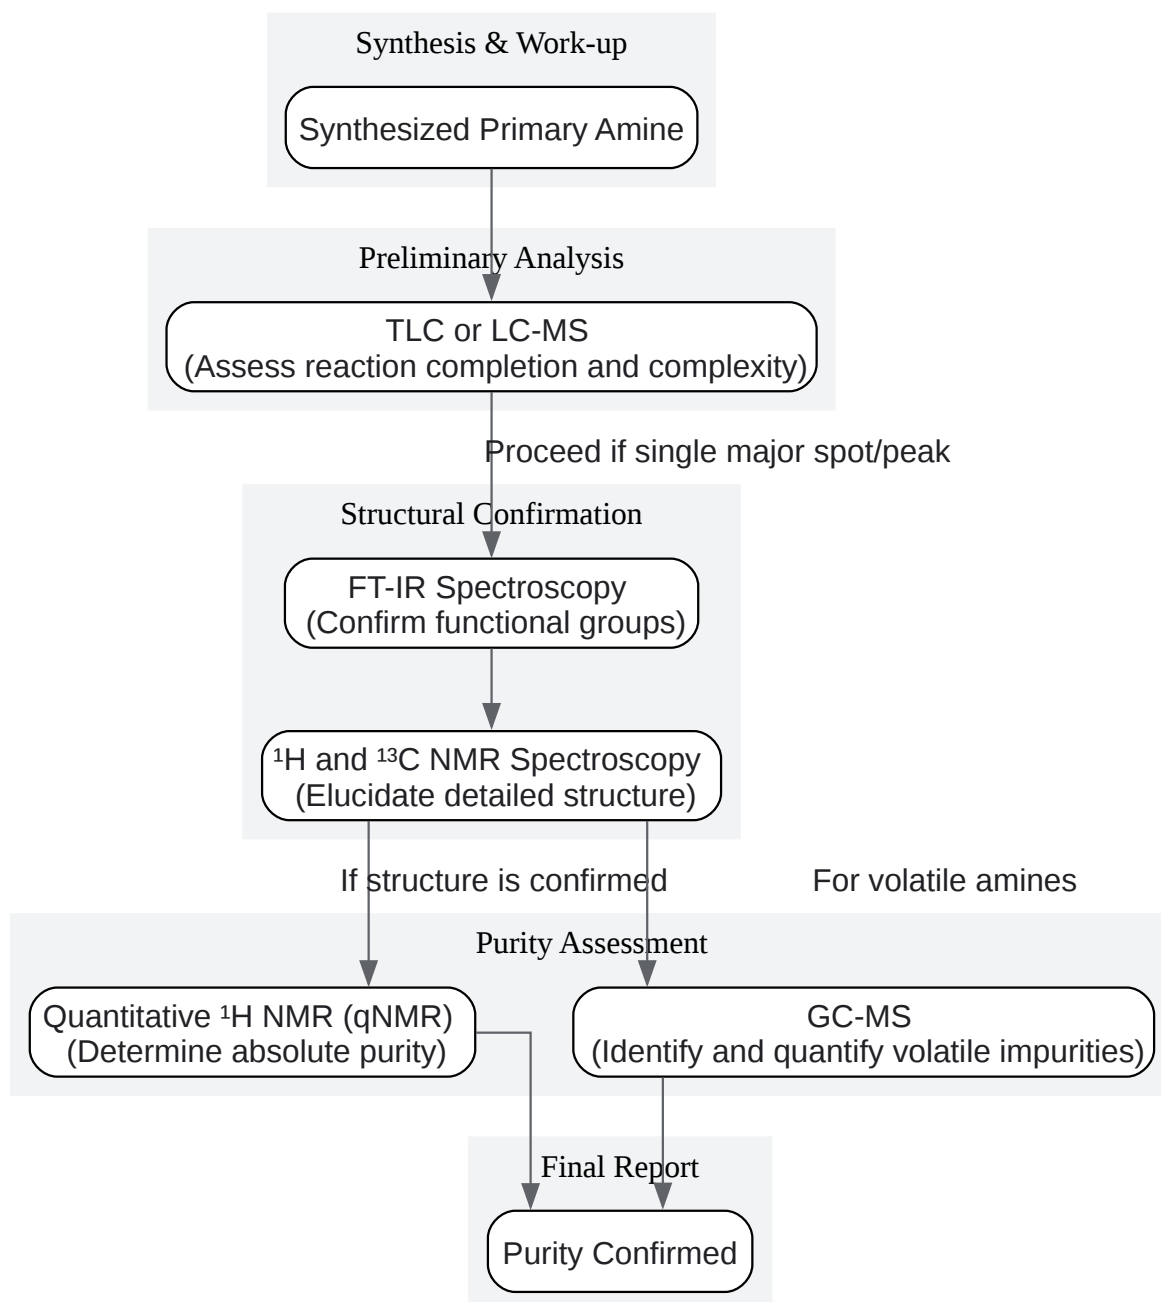 Synthesis & Work-up
Synthesized Primary Amine
Preliminary Analysis
TLC or LC-MS
(Assess reaction completion and complexity)
Proceed if single major spot/peak
Structural Confirmation
FT-IR Spectroscopy
(Confirm functional groups)
¹H and ¹³C NMR Spectroscopy
(Elucidate detailed structure)
If structure is confirmed
For volatile amines
Purity Assessment
Quantitative ¹H NMR (qNMR)
(Determine absolute purity)
GC-MS
(Identify and quantify volatile impurities)
Final Report
Purity Confirmed